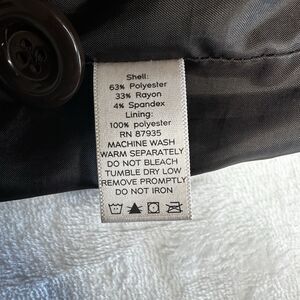 Shell:
63% Polyester
33% Rayon
4% Spandex
Lining:
100% polyester
RN 87935
MACHINE WASH
WARM SEPARATELY
DO NOT BLEACH
TUMBLE DRY LOW
REMOVE PROMPTLY
DO NOT IRON